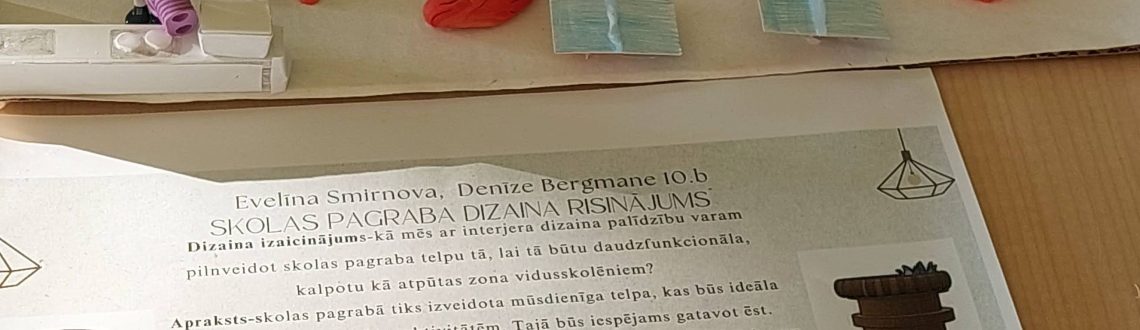 Evelīna Smirnova, Denīze Bergmane 10.b
SKOLAS PAGRABA DIZAINA RISINĀJUMS
Dizaina izaicinājums-kā mēs ar interjera dizaina palīdzību varam
pilnveidot skolas pagraba telpu tā, lai tā būtu daudzfunkcionāla,
kalpotu kā atpūtas zona vidusskolēniem?
Apraksts-skolas pagrabā tiks izveidota mūsdienīga telpa, kas būs ideāla
Tajā būs iespējams gatavot ēst.